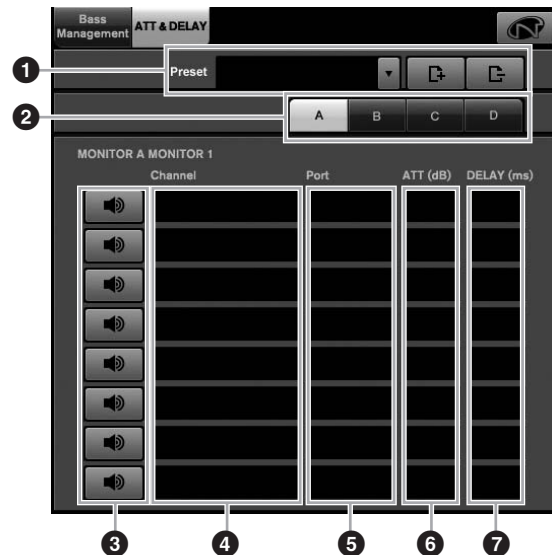 Bass
Management
ATT & DELAY
1
Preset
2
A B C D
MONITOR A MONITOR 1
Channel Port ATT (dB) DELAY (ms)
3 4 5 6 7